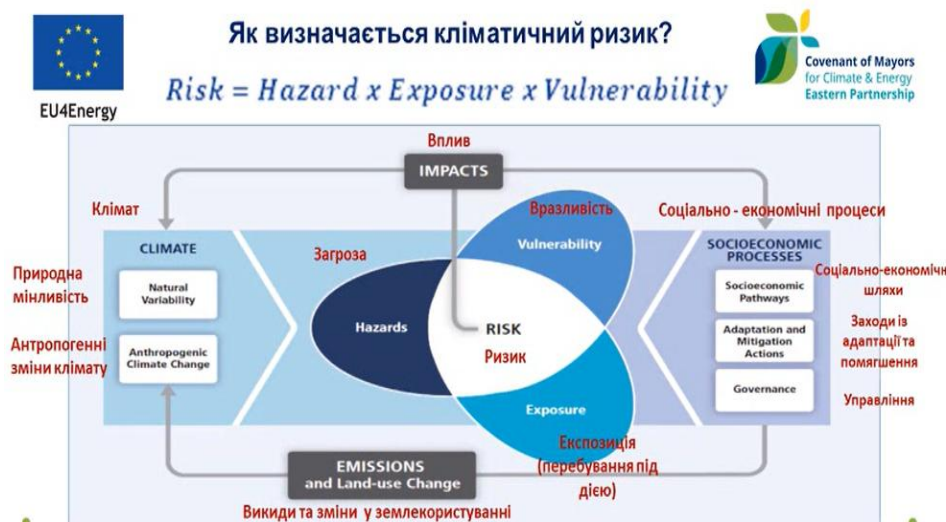 Як визначається кліматичний ризик?
Risk = Hazard x Exposure x Vulnerability
EU4Energy
Covenant of Mayors
for Climate & Energy
Eastern Partnership
Вплив
IMPACTS
Клімат
Вразливість
Соціально - економічні процеси
CLIMATE
Загроза
Vulnerability
SOCIOECONOMIC
PROCESSES
Природна
мінливість
Natural
Variability
Socioeconomic
Pathways
Соціально-економічн
шляхи
Hazards
RISK
Ризик
Антропогенні
зміни клімату
Anthropogenic
Climate Change
Adaptation and
Mitigation
Actions
Заходи із
адаптації та
помягшення
Governance
Управління
Exposure
Експозиція
(перебування під
дією)
EMISSIONS
and Land-use Change
Викиди та зміни у землекористуванні